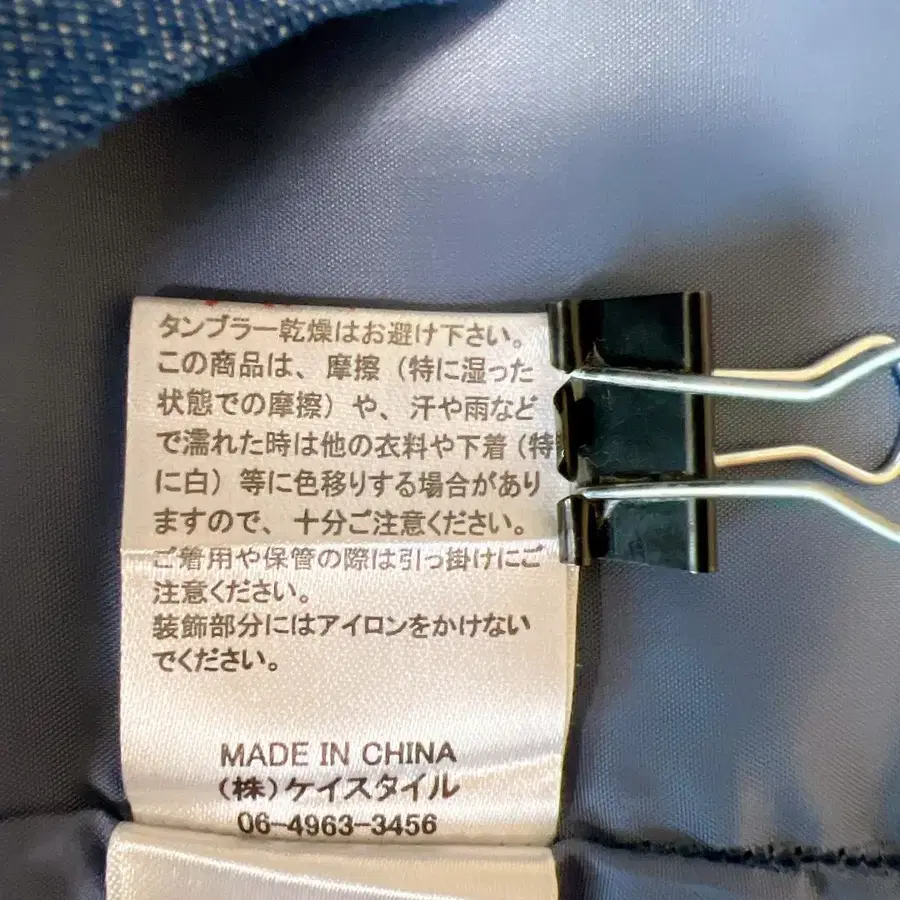 タンブラー乾燥はお避け下さい。
この商品は、摩擦（特に湿った
状態での摩擦）や、汗や雨など
で濡れた時は他の衣料や下着（特
に白）等に色移りする場合があり
ますので、十分ご注意ください。
ご着用や保管の際は引っ掛けにご
注意ください。
装飾部分にはアイロンをかけない
でください。
MADE IN CHINA
（株）ケイスタイル
06-4963-3456